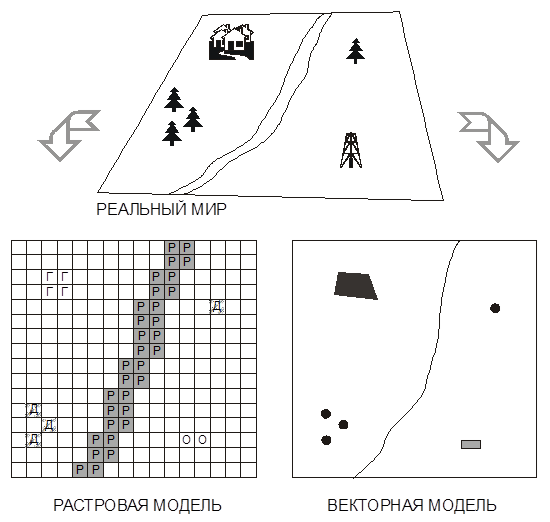 РЕАЛЬНЫЙ МИР
Р Р
Р Р
Г Г Р Р
Г Г Р Р
Р Р Д
Р Р
Р Р
Р Р
Р Р
Р Р
Р Р
Д Р Р
Д Р Р
Д Р Р О О
Р Р
Р Р
РАСТРОВАЯ МОДЕЛЬ
ВЕКТОРНАЯ МОДЕЛЬ